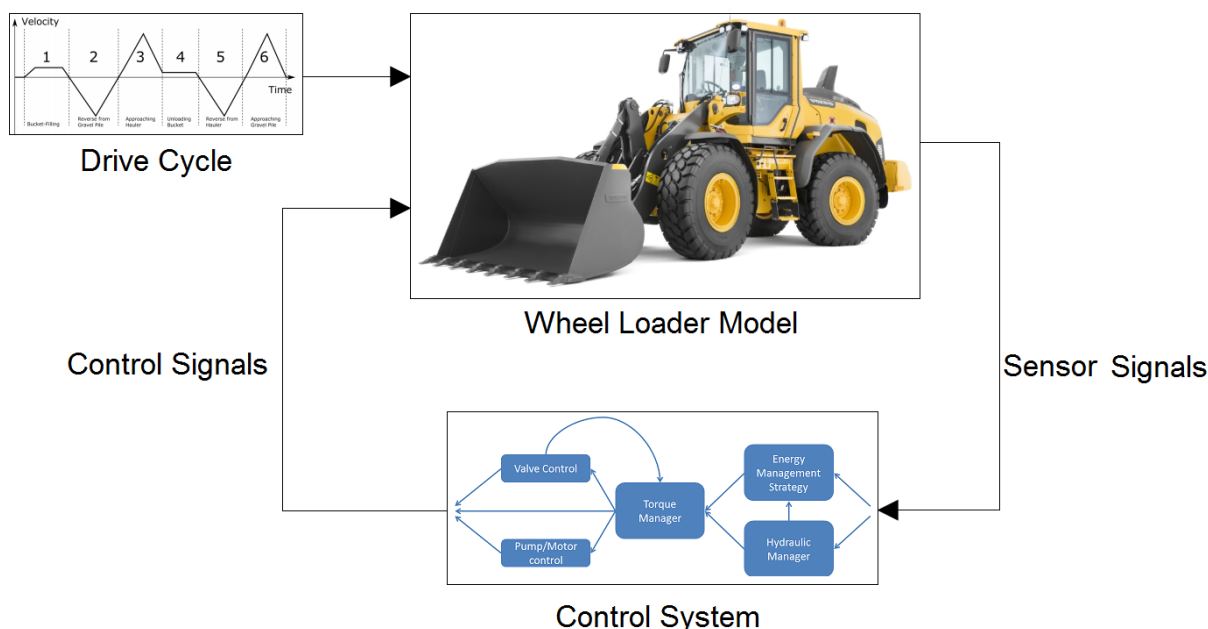 Velocity
1
2
3
4
5
6
Time
Bucket-Filling
Reverse from
Gravel Pile
Approaching
Hauler
Unloading
Bucket
Reverse from
Hauler
Approaching
Gravel Pile
Drive Cycle
Wheel Loader Model
Control Signals
Sensor Signals
Valve Control
Pump/Motor
control
Torque
Manager
Energy
Management
Strategy
Hydraulic
Manager
Control System